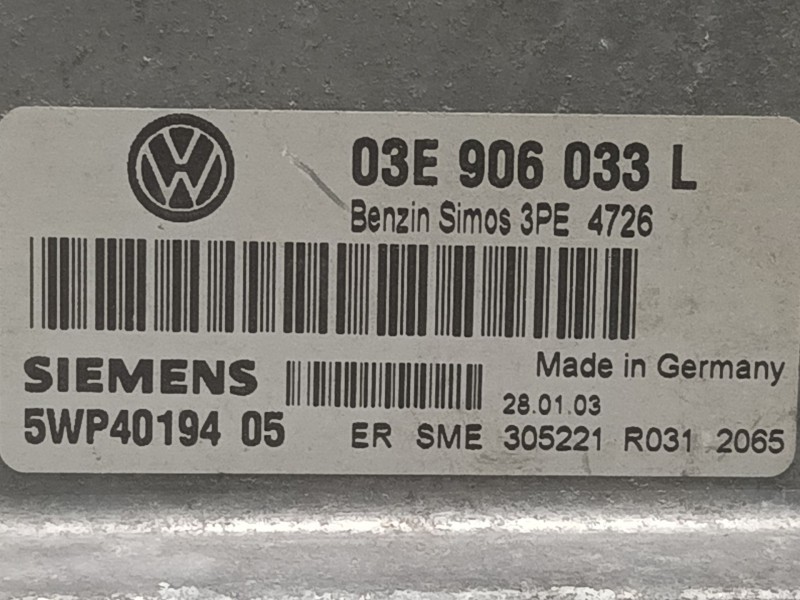 03E 906 033 L
Benzin Simos 3PE 4726
SIEMENS
Made in Germany
28.01.03
5WP40194 05
ER SME 305221 R031 2065